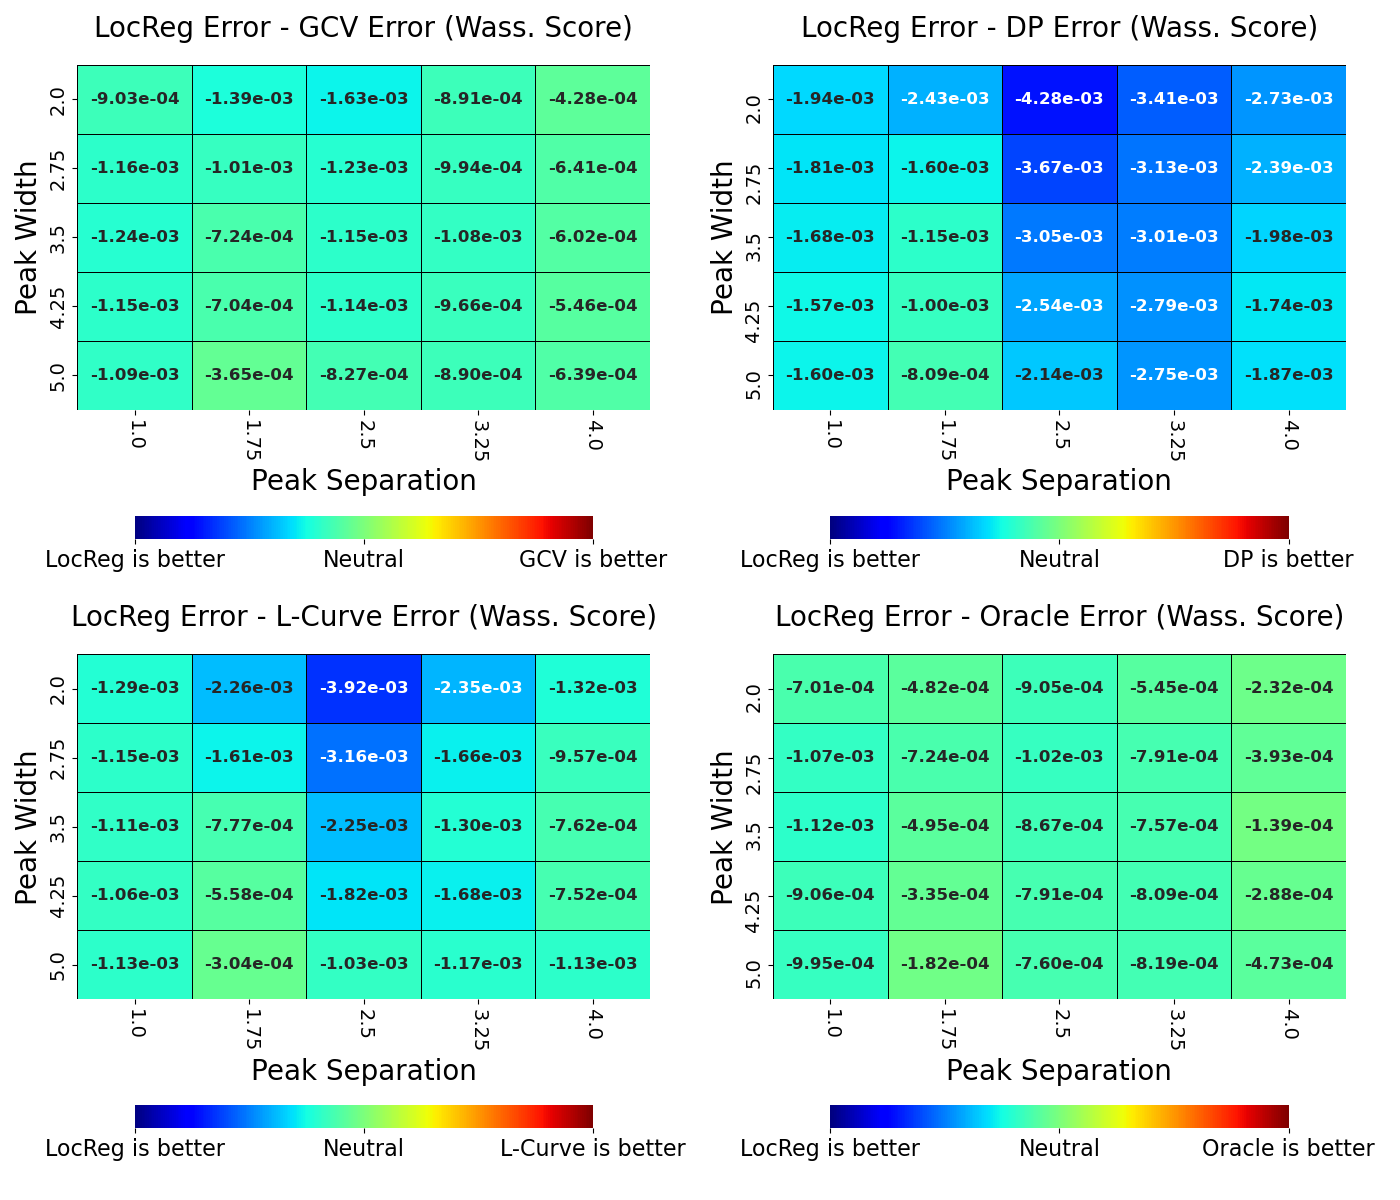 LocReg Error - GCV Error (Wass. Score)
Peak Width
2.0 -9.03e-04 -1.39e-03 -1.63e-03 -8.91e-04 -4.28e-04
2.75 -1.16e-03 -1.01e-03 -1.23e-03 -9.94e-04 -6.41e-04
3.5 -1.24e-03 -7.24e-04 -1.15e-03 -1.08e-03 -6.02e-04
4.25 -1.15e-03 -7.04e-04 -1.14e-03 -9.66e-04 -5.46e-04
5.0 -1.09e-03 -3.65e-04 -8.27e-04 -8.90e-04 -6.39e-04
1.0 1.75 2.5 3.25 4.0
Peak Separation
LocReg is better Neutral GCV is better
LocReg Error - DP Error (Wass. Score)
Peak Width
2.0 -1.94e-03 -2.43e-03 -4.28e-03 -3.41e-03 -2.73e-03
2.75 -1.81e-03 -1.60e-03 -3.67e-03 -3.13e-03 -2.39e-03
3.5 -1.68e-03 -1.15e-03 -3.05e-03 -3.01e-03 -1.98e-03
4.25 -1.57e-03 -1.00e-03 -2.54e-03 -2.79e-03 -1.74e-03
5.0 -1.60e-03 -8.09e-04 -2.14e-03 -2.75e-03 -1.87e-03
1.0 1.75 2.5 3.25 4.0
Peak Separation
LocReg is better Neutral DP is better
LocReg Error - L-Curve Error (Wass. Score)
Peak Width
2.0 -1.29e-03 -2.26e-03 -3.92e-03 -2.35e-03 -1.32e-03
2.75 -1.15e-03 -1.61e-03 -3.16e-03 -1.66e-03 -9.57e-04
3.5 -1.11e-03 -7.77e-04 -2.25e-03 -1.30e-03 -7.62e-04
4.25 -1.06e-03 -5.58e-04 -1.82e-03 -1.68e-03 -7.52e-04
5.0 -1.13e-03 -3.04e-04 -1.03e-03 -1.17e-03 -1.13e-03
1.0 1.75 2.5 3.25 4.0
Peak Separation
LocReg is better Neutral L-Curve is better
LocReg Error - Oracle Error (Wass. Score)
Peak Width
2.0 -7.01e-04 -4.82e-04 -9.05e-04 -5.45e-04 -2.32e-04
2.75 -1.07e-03 -7.24e-04 -1.02e-03 -7.91e-04 -3.93e-04
3.5 -1.12e-03 -4.95e-04 -8.67e-04 -7.57e-04 -1.39e-04
4.25 -9.06e-04 -3.35e-04 -7.91e-04 -8.09e-04 -2.88e-04
5.0 -9.95e-04 -1.82e-04 -7.60e-04 -8.19e-04 -4.73e-04
1.0 1.75 2.5 3.25 4.0
Peak Separation
LocReg is better Neutral Oracle is better